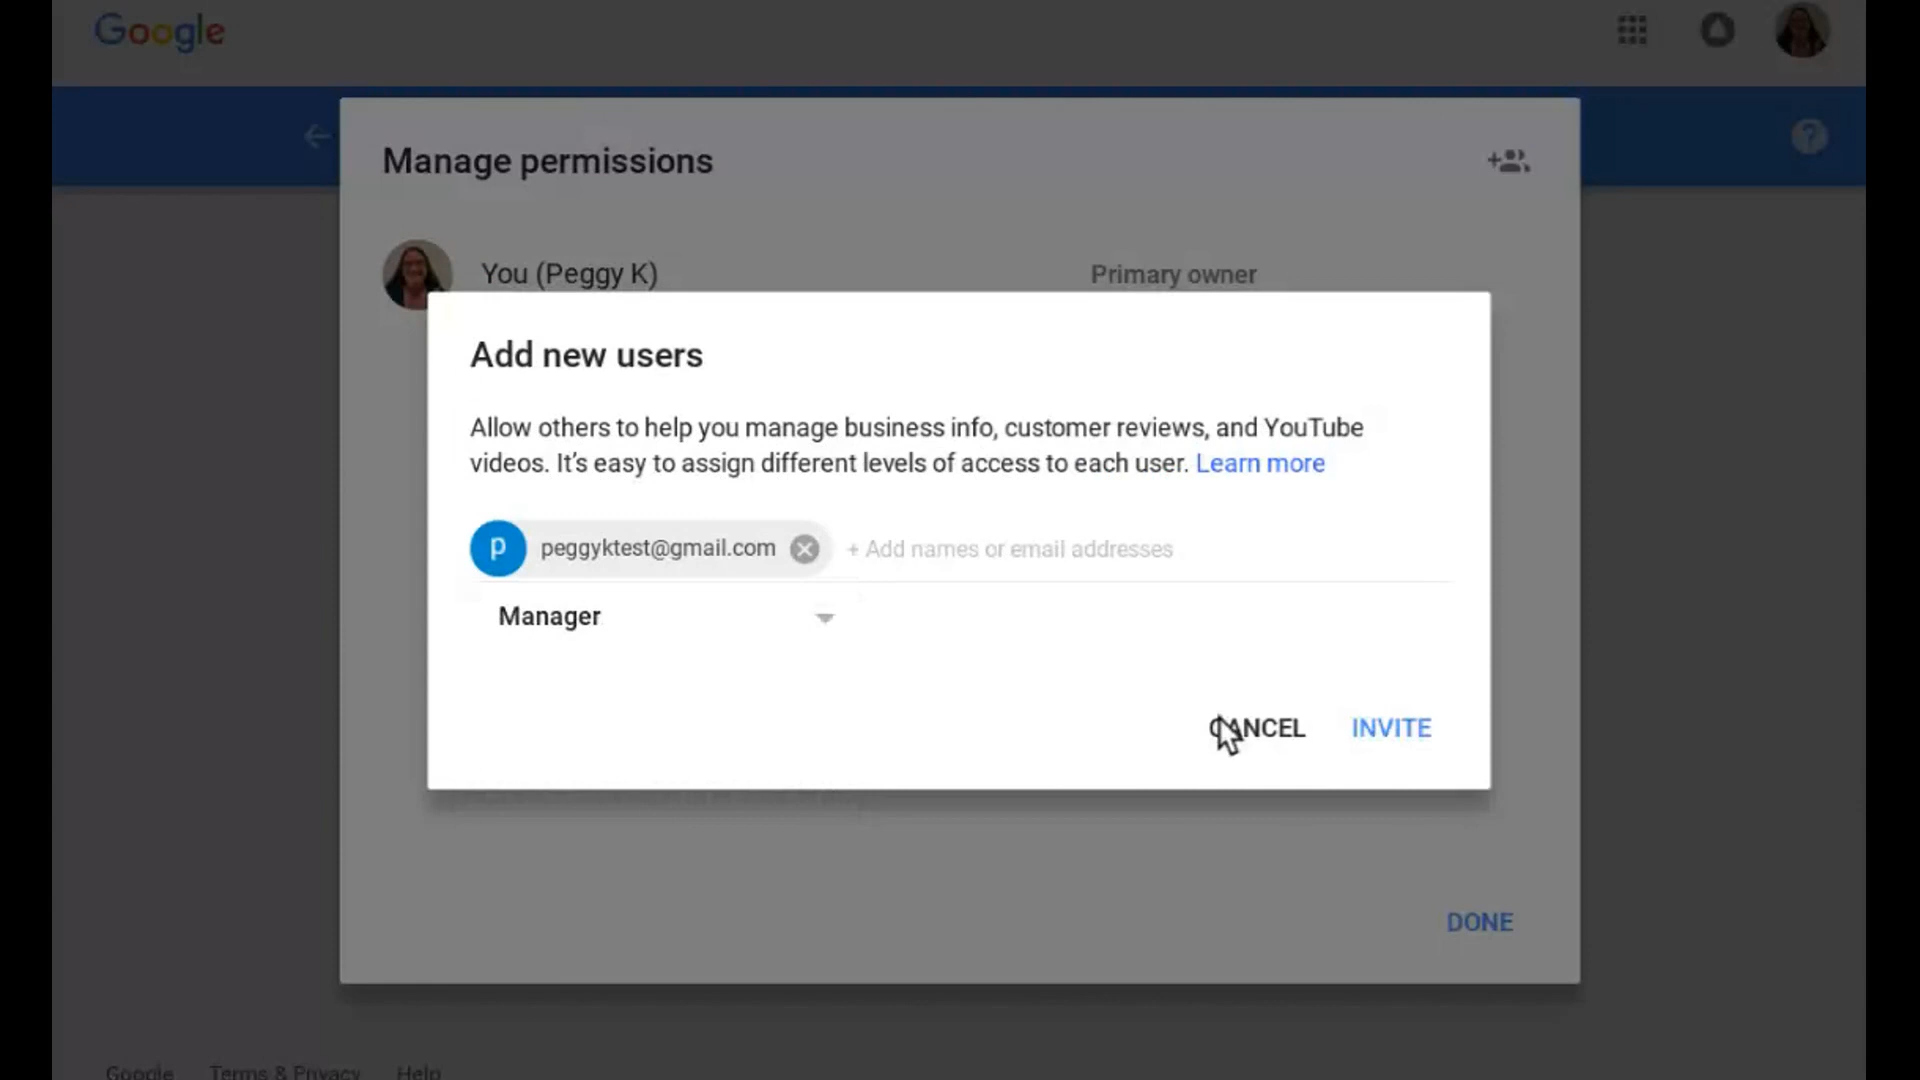 Google
Manage permissions
You (Peggy K)
Primary owner
Add new users
Allow others to help you manage business info, customer reviews, and YouTube
videos. It's easy to assign different levels of access to each user. Learn more
p
peggyktest@gmail.com
+ Add names or email addresses
Manager
CANCEL
INVITE
DONE
Google
Terms & Privacy
Help